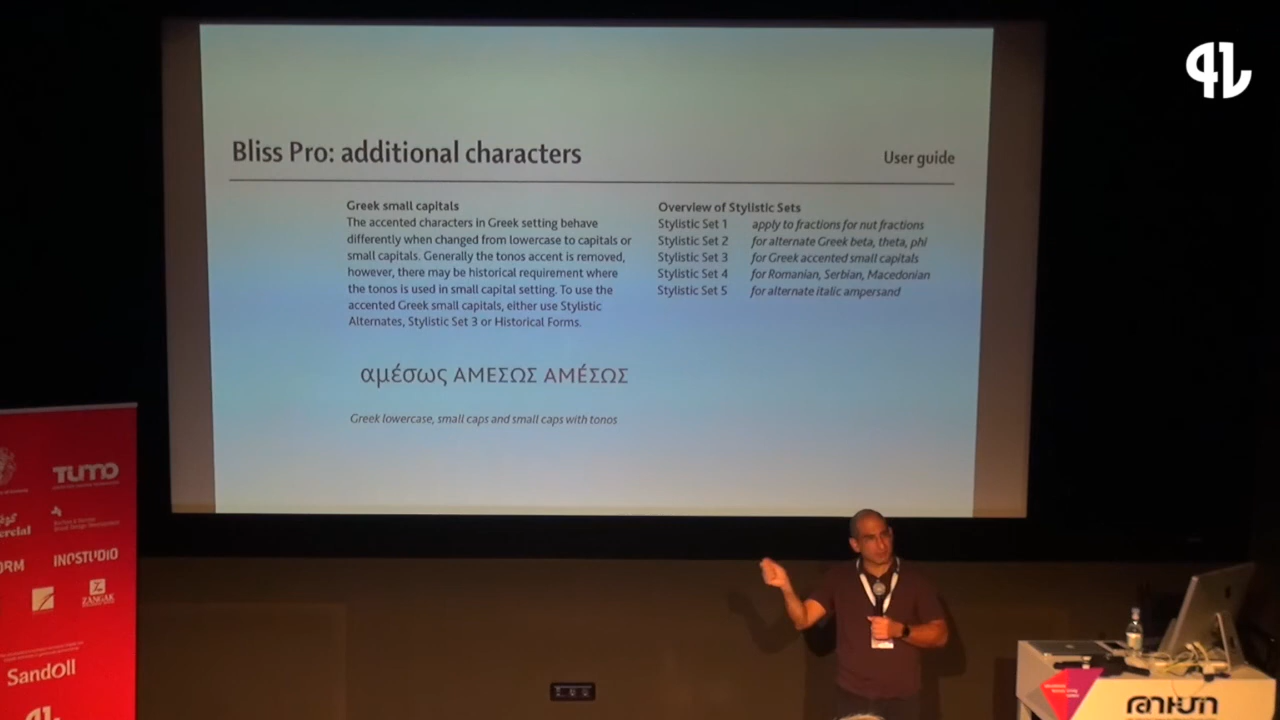 Bliss Pro: additional characters
User guide
Greek small capitals
The accented characters in Greek setting behave
differently when changed from lowercase to capitals or
small capitals. Generally the tonos accent is removed,
however, there may be historical requirement where
the tonos is used in small capital setting. To use the
accented Greek small capitals, either use Stylistic
Alternates, Stylistic Set 3 or Historical Forms.
αμέσως ΑΜΕΣΩΣ ΑΜΈΣΩΣ
Greek lowercase, small caps and small caps with tonos
Overview of Stylistic Sets
Stylistic Set 1 apply to fractions for nut fractions
Stylistic Set 2 for alternate Greek beta, theta, phi
Stylistic Set 3 for Greek accented small capitals
Stylistic Set 4 for Romanian, Serbian, Macedonian
Stylistic Set 5 for alternate italic ampersand
TUMO
INOSTUDIO
ZANGAK
Sandoll